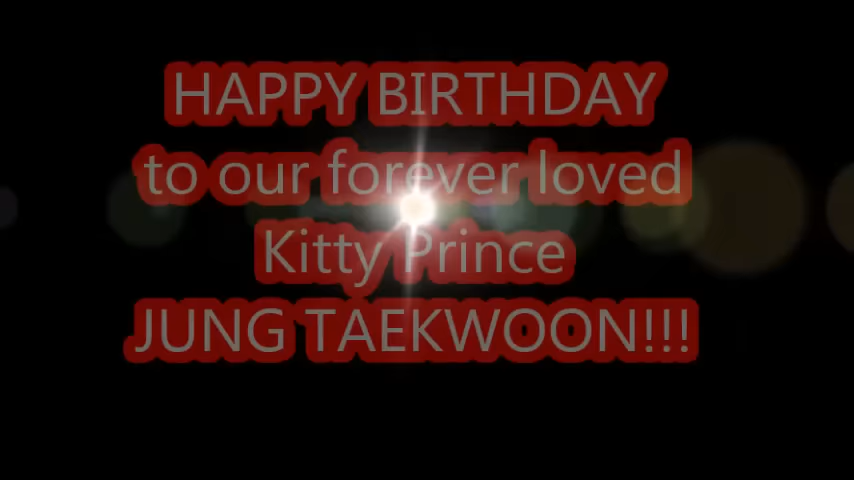 HAPPY BIRTHDAY
to our forever loved
Kitty Prince
JUNG TAEKWOON!!!